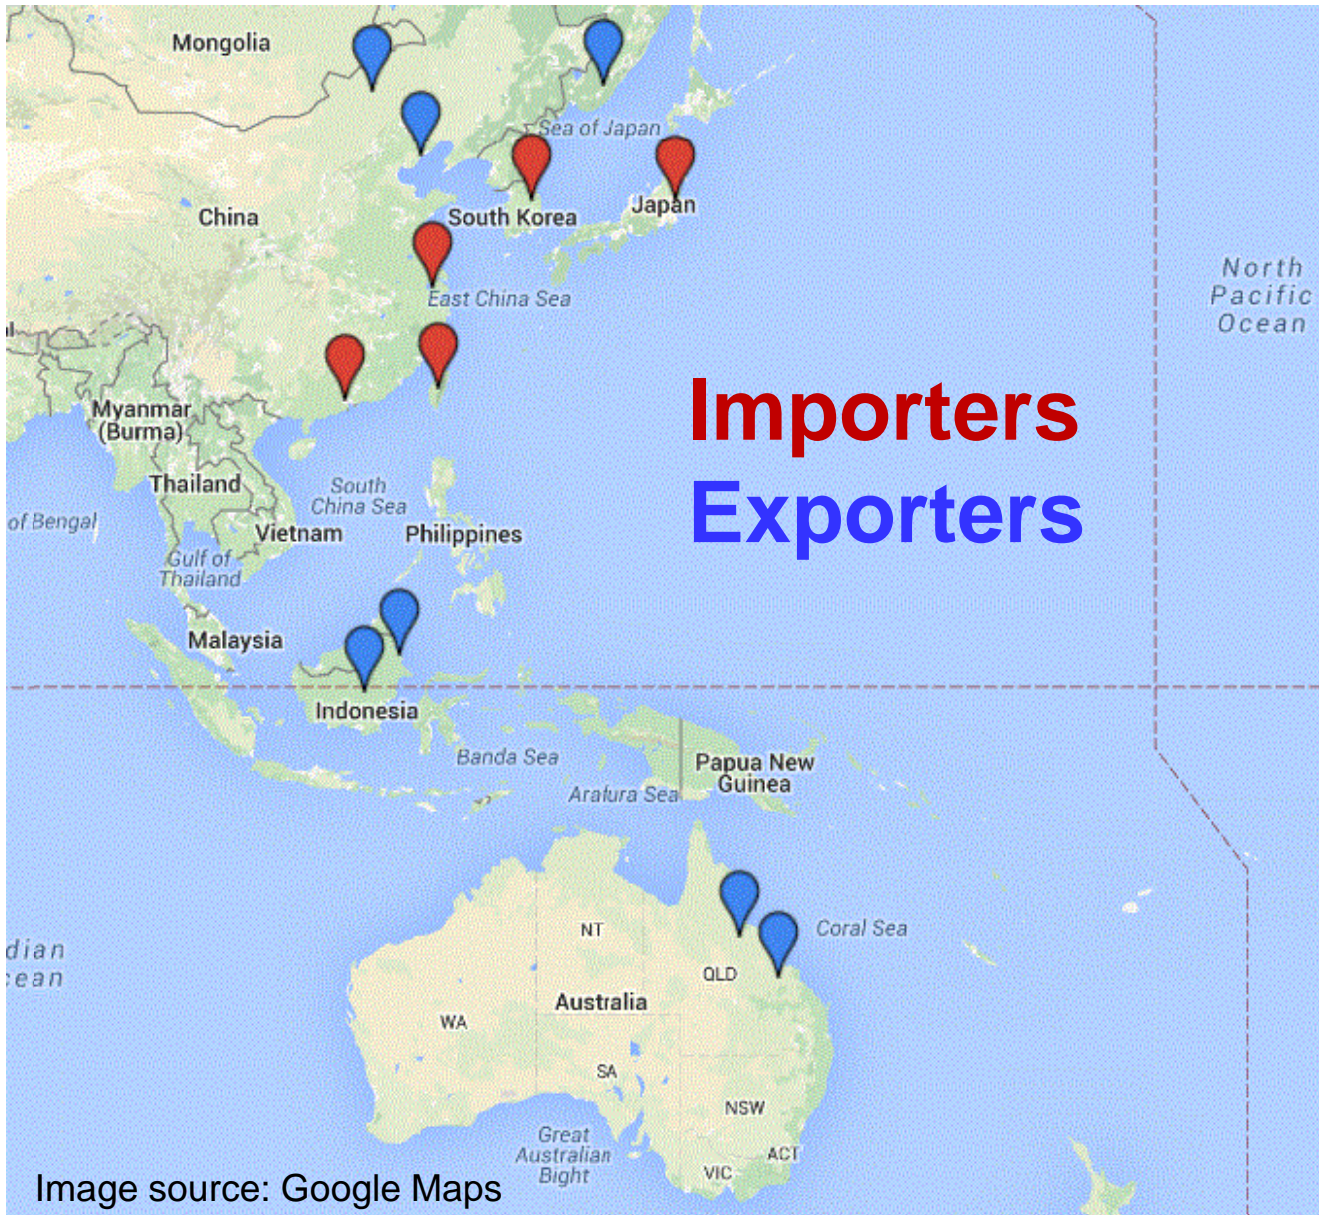 Mongolia
Sea of Japan
China
South Korea
Japan
North
Pacific
Ocean
East China Sea
Importers
Myanmar
(Burma)
Thailand
South
China Sea
Exporters
of Bengal
Vietnam
Philippines
Gulf of
Thailand
Malaysia
Indonesia
Banda Sea
Papua New
Guinea
Arafura Sea
NT
Coral Sea
dian
cean
QLD
Australia
WA
SA
NSW
Great
Australian
Bight
ACT
VIC
Image source: Google Maps